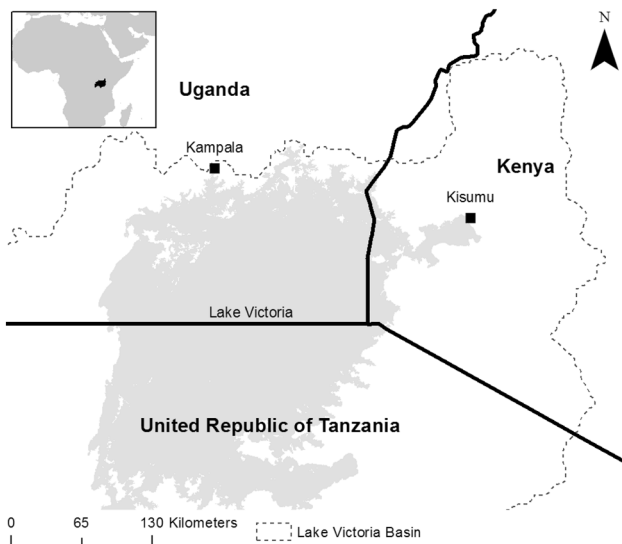 N
Uganda
Kampala
Kenya
Kisumu
Lake Victoria
United Republic of Tanzania
0 65 130 Kilometers
Lake Victoria Basin